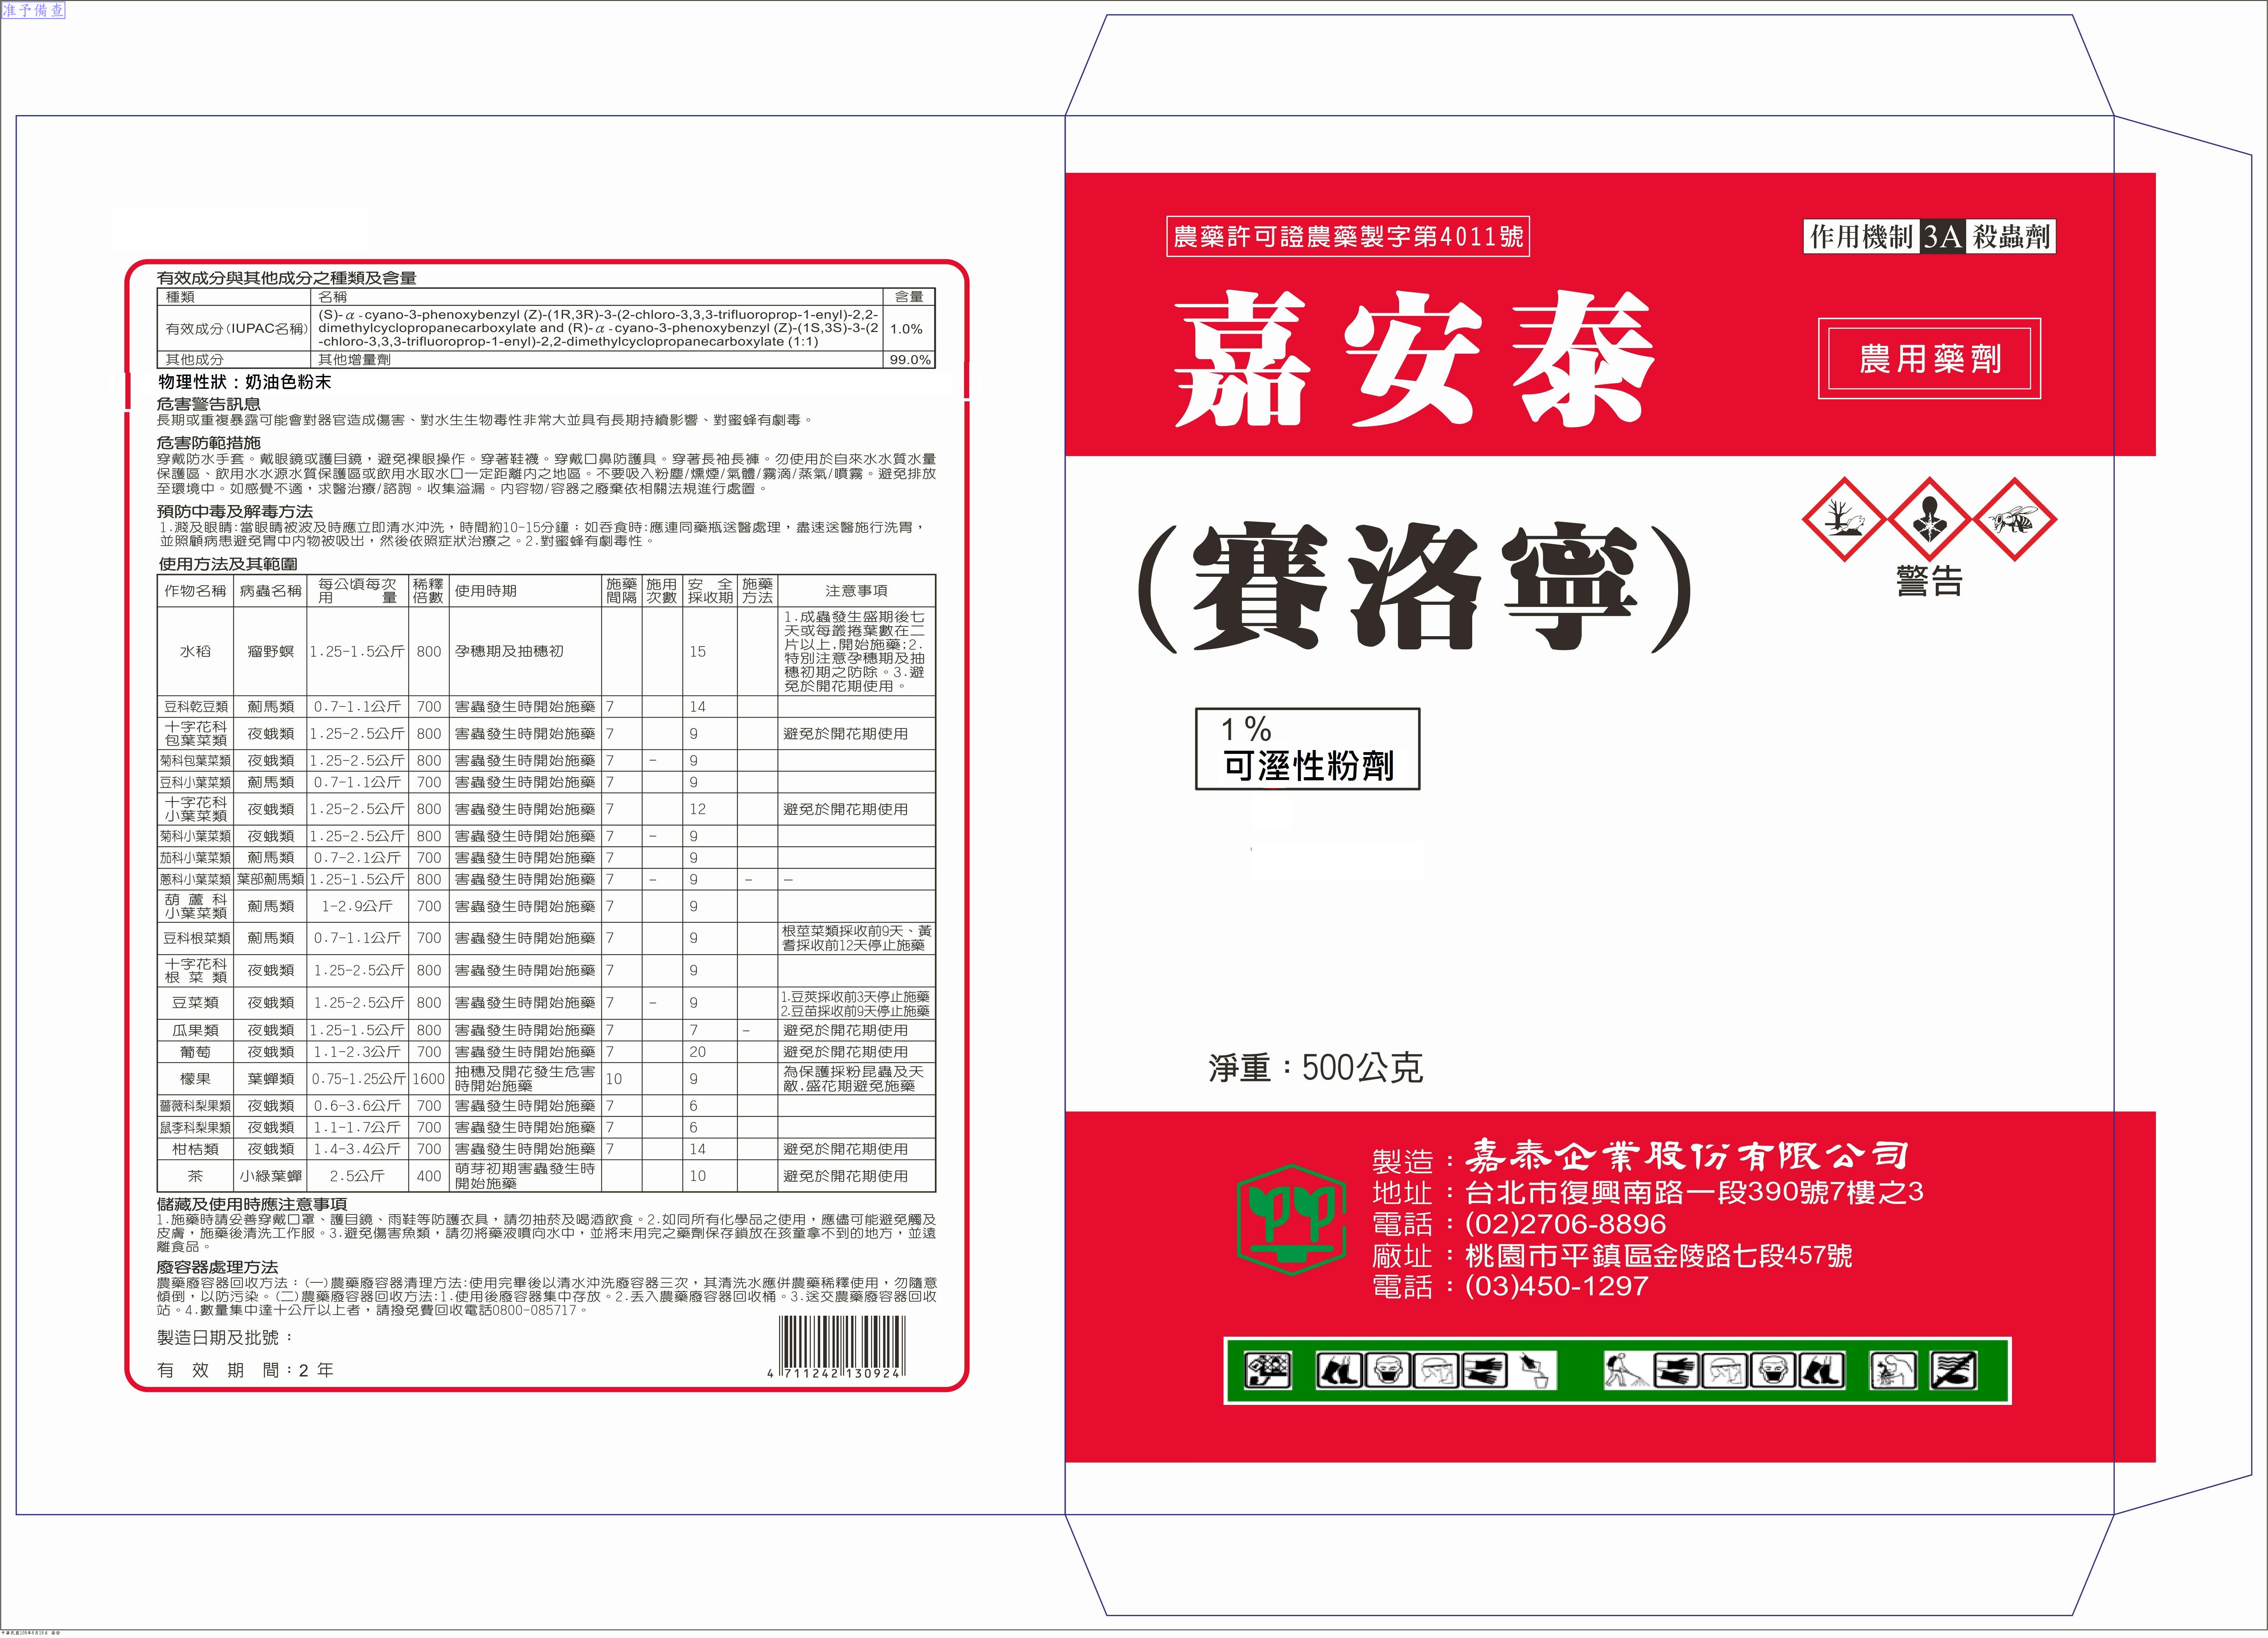 准予備查
有效成分與其他成分之種類及含量
種類 名稱 含量
有效成分(IUPAC名稱) (S)-α-cyano-3-phenoxybenzyl (Z)-(1R,3R)-3-(2-chloro-3,3,3-trifluoroprop-1-enyl)-2,2-
dimethylcyclopropanecarboxylate and (R)-α-cyano-3-phenoxybenzyl (Z)-(1S,3S)-3-(2
-chloro-3,3,3-trifluoroprop-1-enyl)-2,2-dimethylcyclopropanecarboxylate (1:1) 1.0%
其他成分 其他增量劑 99.0%
物理性狀：奶油色粉末
危害警告訊息
長期或重複暴露可能會對器官造成傷害、對水生生物毒性非常大並具有長期持續影響、對蜜蜂有劇毒。
危害防範措施
穿戴防水手套。戴眼鏡或護目鏡，避免裸眼操作。穿著鞋襪。穿戴口鼻防護具。穿著長袖長褲。勿使用於自來水水質水量
保護區、飲用水水源水質保護區或飲用水取水口一定距離內之地區。不要吸入粉塵/燻煙/氣體/霧滴/蒸氣/噴霧。避免排放
至環境中。如感覺不適，求醫治療/諮詢。收集溢漏。內容物/容器之廢棄依相關法規進行處置。
預防中毒及解毒方法
1.濺及眼睛:當眼睛被波及時應立即清水沖洗，時間約10-15分鐘；如吞食時:應連同藥瓶送醫處理，盡速送醫施行洗胃，
並照顧病患避免胃中內物被吸出，然後依照症狀治療之。2.對蜜蜂有劇毒性。
使用方法及其範圍
作物名稱 病蟲名稱 每公頃每次用量 稀釋倍數 使用時期 施藥間隔 施用次數 安全採收期 施藥方法 注意事項
水稻 瘤野螟 1.25-1.5公斤 800 孕穗期及抽穗初 15 1.成蟲發生盛期後七
天或每叢捲葉數在二
片以上,開始施藥;2.
特別注意孕穗期及抽
穗初期之防除。3.避
免於開花期使用。
豆科乾豆類 薊馬類 0.7-1.1公斤 700 害蟲發生時開始施藥 7 14
十字花科包葉菜類 夜蛾類 1.25-2.5公斤 800 害蟲發生時開始施藥 7 9 避免於開花期使用
菊科包葉菜類 夜蛾類 1.25-2.5公斤 800 害蟲發生時開始施藥 7 - 9
豆科小葉菜類 薊馬類 0.7-1.1公斤 700 害蟲發生時開始施藥 7 9
十字花科小葉菜類 夜蛾類 1.25-2.5公斤 800 害蟲發生時開始施藥 7 12 避免於開花期使用
菊科小葉菜類 夜蛾類 1.25-2.5公斤 800 害蟲發生時開始施藥 7 - 9
茄科小葉菜類 薊馬類 0.7-2.1公斤 700 害蟲發生時開始施藥 7 9
蔥科小葉菜類 葉部薊馬類 1.25-1.5公斤 800 害蟲發生時開始施藥 7 - 9 - -
葫蘆科小葉菜類 薊馬類 1-2.9公斤 700 害蟲發生時開始施藥 7 9
豆科根菜類 薊馬類 0.7-1.1公斤 700 害蟲發生時開始施藥 7 9 根莖菜類採收前9天、黃
耆採收前12天停止施藥
十字花科根菜類 夜蛾類 1.25-2.5公斤 800 害蟲發生時開始施藥 7 9
豆菜類 夜蛾類 1.25-2.5公斤 800 害蟲發生時開始施藥 7 - 9 1.豆莢採收前3天停止施藥
2.豆苗採收前9天停止施藥
瓜果類 夜蛾類 1.25-1.5公斤 800 害蟲發生時開始施藥 7 7 - 避免於開花期使用
葡萄 夜蛾類 1.1-2.3公斤 700 害蟲發生時開始施藥 7 20 避免於開花期使用
檬果 葉蟬類 0.75-1.25公斤 1600 抽穗及開花發生危害時開始施藥 10 9 為保護採粉昆蟲及天
敵,盛花期避免施藥
薔薇科梨果類 夜蛾類 0.6-3.6公斤 700 害蟲發生時開始施藥 7 6
鼠李科梨果類 夜蛾類 1.1-1.7公斤 700 害蟲發生時開始施藥 7 6
柑桔類 夜蛾類 1.4-3.4公斤 700 害蟲發生時開始施藥 7 14 避免於開花期使用
茶 小綠葉蟬 2.5公斤 400 萌芽初期害蟲發生時開始施藥 10 避免於開花期使用
儲藏及使用時應注意事項
1.施藥時請妥善穿戴口罩、護目鏡、雨鞋等防護衣具，請勿抽菸及喝酒飲食。2.如同所有化學品之使用，應儘可能避免觸及
皮膚，施藥後清洗工作服。3.避免傷害魚類，請勿將藥液噴向水中，並將未用完之藥劑保存鎖放在孩童拿不到的地方，並遠
離食品。
廢容器處理方法
農藥廢容器回收方法：(一)農藥廢容器清理方法:使用完畢後以清水沖洗廢容器三次，其清洗水應併農藥稀釋使用，勿隨意
傾倒，以防污染。(二)農藥廢容器回收方法:1.使用後廢容器集中存放。2.丟入農藥廢容器回收桶。3.送交農藥廢容器回收
站。4.數量集中達十公斤以上者，請撥免費回收電話0800-085717。
製造日期及批號：
有效期間：2年
4 711242 130924
農藥許可證農藥製字第4011號
作用機制 3A 殺蟲劑
嘉安泰
農用藥劑
(賽洛寧)
警告
1%
可溼性粉劑
淨重：500公克
製造：嘉泰企業股份有限公司
地址：台北市復興南路一段390號7樓之3
電話：(02)2706-8896
廠址：桃園市平鎮區金陵路七段457號
電話：(03)450-1297